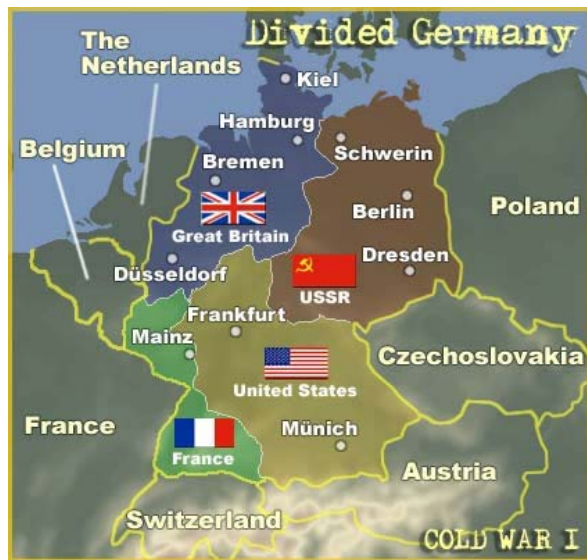 Divided Germany
The
Netherlands
Kiel
Hamburg
Belgium
Schwerin
Bremen
Berlin
Poland
Great Britain
Düsseldorf
Dresden
USSR
Frankfurt
Mainz
Czechoslovakia
United States
France
Münich
France
Austria
Switzerland
COLD WAR I